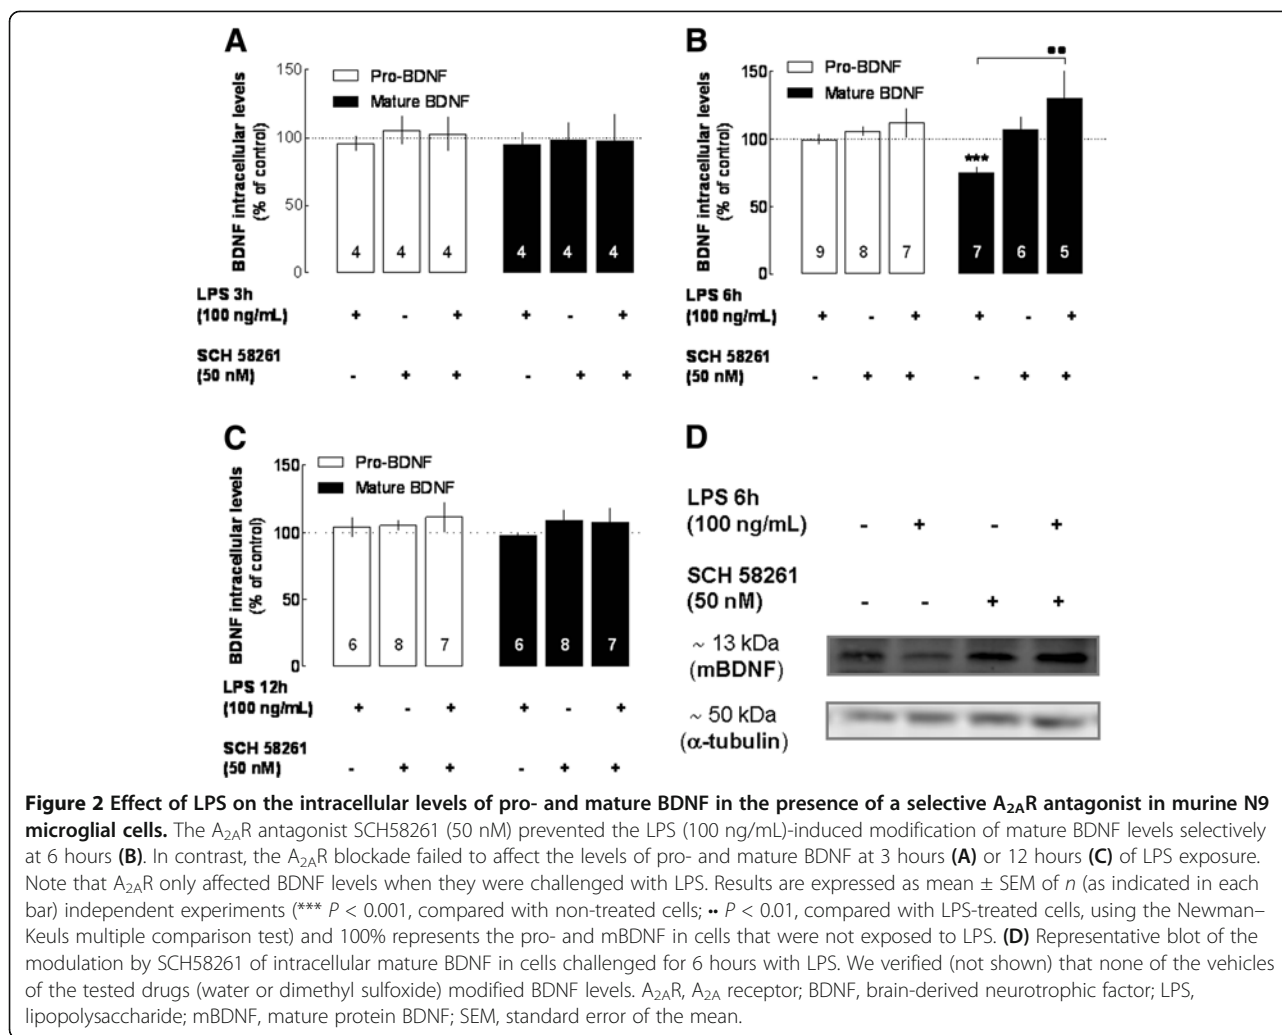 A
150
100
50
0
BDNF intracellular levels
(% of control)
Pro-BDNF
Mature BDNF
4 4 4 4 4 4
LPS 3h
(100 ng/mL) + - + + - +
SCH 58261
(50 nM) - + + - + +
B
150
100
50
0
BDNF intracellular levels
(% of control)
Pro-BDNF
Mature BDNF
••
***
9 8 7 7 6 5
LPS 6h
(100 ng/mL) + - + + - +
SCH 58261
(50 nM) - + + - + +
C
150
100
50
0
BDNF intracellular levels
(% of control)
Pro-BDNF
Mature BDNF
6 8 7 6 8 7
LPS 12h
(100 ng/mL) + - + + - +
SCH 58261
(50 nM) - + + - + +
D
LPS 6h
(100 ng/mL) - + - +
SCH 58261
(50 nM) - - + +
~ 13 kDa
(mBDNF)
~ 50 kDa
(α-tubulin)
Figure 2 Effect of LPS on the intracellular levels of pro- and mature BDNF in the presence of a selective A2AR antagonist in murine N9
microglial cells. The A2AR antagonist SCH58261 (50 nM) prevented the LPS (100 ng/mL)-induced modification of mature BDNF levels selectively
at 6 hours (B). In contrast, the A2AR blockade failed to affect the levels of pro- and mature BDNF at 3 hours (A) or 12 hours (C) of LPS exposure.
Note that A2AR only affected BDNF levels when they were challenged with LPS. Results are expressed as mean ± SEM of n (as indicated in each
bar) independent experiments (*** P < 0.001, compared with non-treated cells; •• P < 0.01, compared with LPS-treated cells, using the Newman–
Keuls multiple comparison test) and 100% represents the pro- and mBDNF in cells that were not exposed to LPS. (D) Representative blot of the
modulation by SCH58261 of intracellular mature BDNF in cells challenged for 6 hours with LPS. We verified (not shown) that none of the vehicles
of the tested drugs (water or dimethyl sulfoxide) modified BDNF levels. A2AR, A2A receptor; BDNF, brain-derived neurotrophic factor; LPS,
lipopolysaccharide; mBDNF, mature protein BDNF; SEM, standard error of the mean.